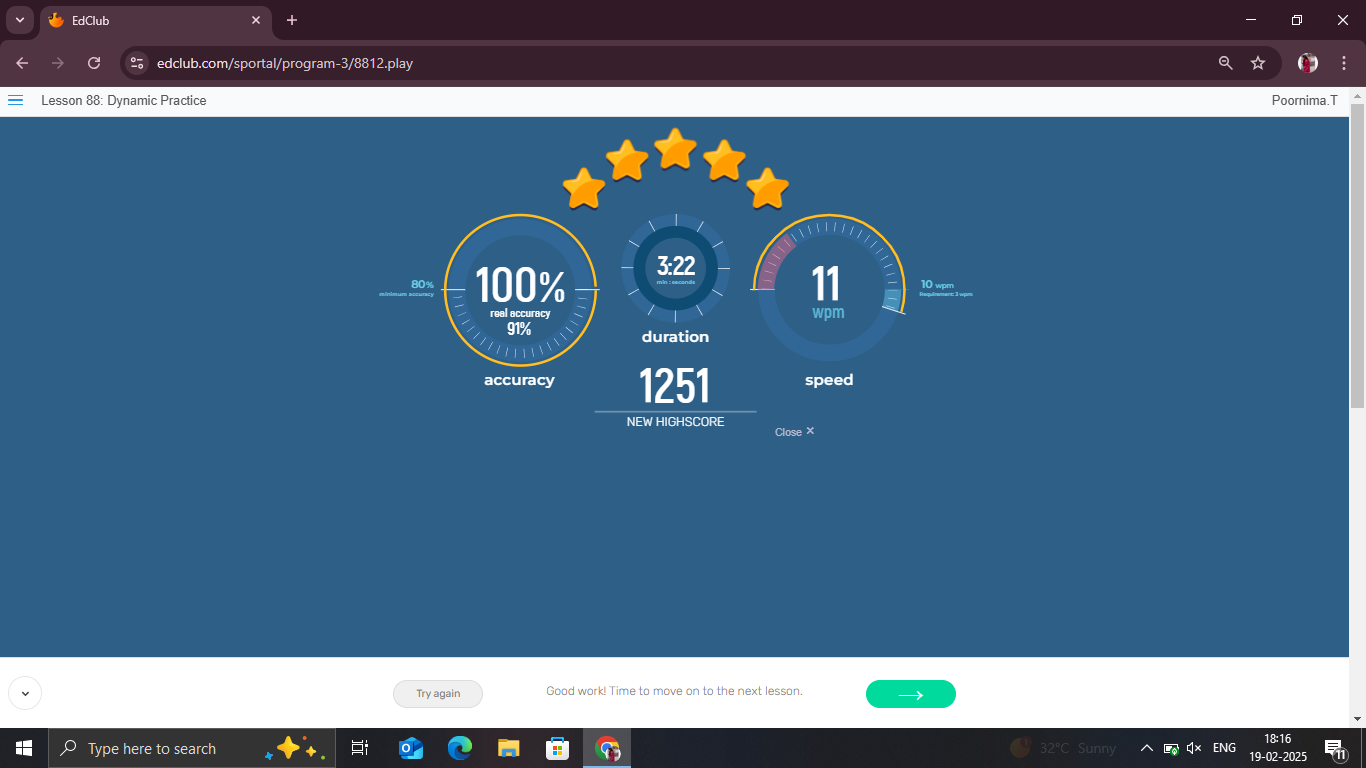 EdClub
edclub.com/sportal/program-3/8812.play
Lesson 88: Dynamic Practice
Poornima.T
80%
minimum accuracy
100%
real accuracy
91%
accuracy
3:22
min : seconds
duration
1251
NEW HIGHSCORE
11
wpm
speed
10 wpm
Requirement: 3 wpm
Close ✕
Try again
Good work! Time to move on to the next lesson.
Type here to search
32°C Sunny
ENG
18:16
19-02-2025
11